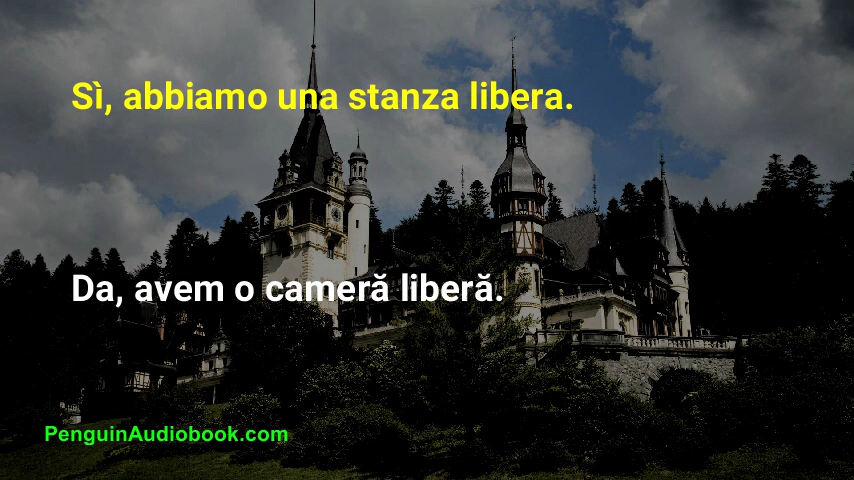 Sì, abbiamo una stanza libera.
Da, avem o cameră liberă.
PenguinAudiobook.com